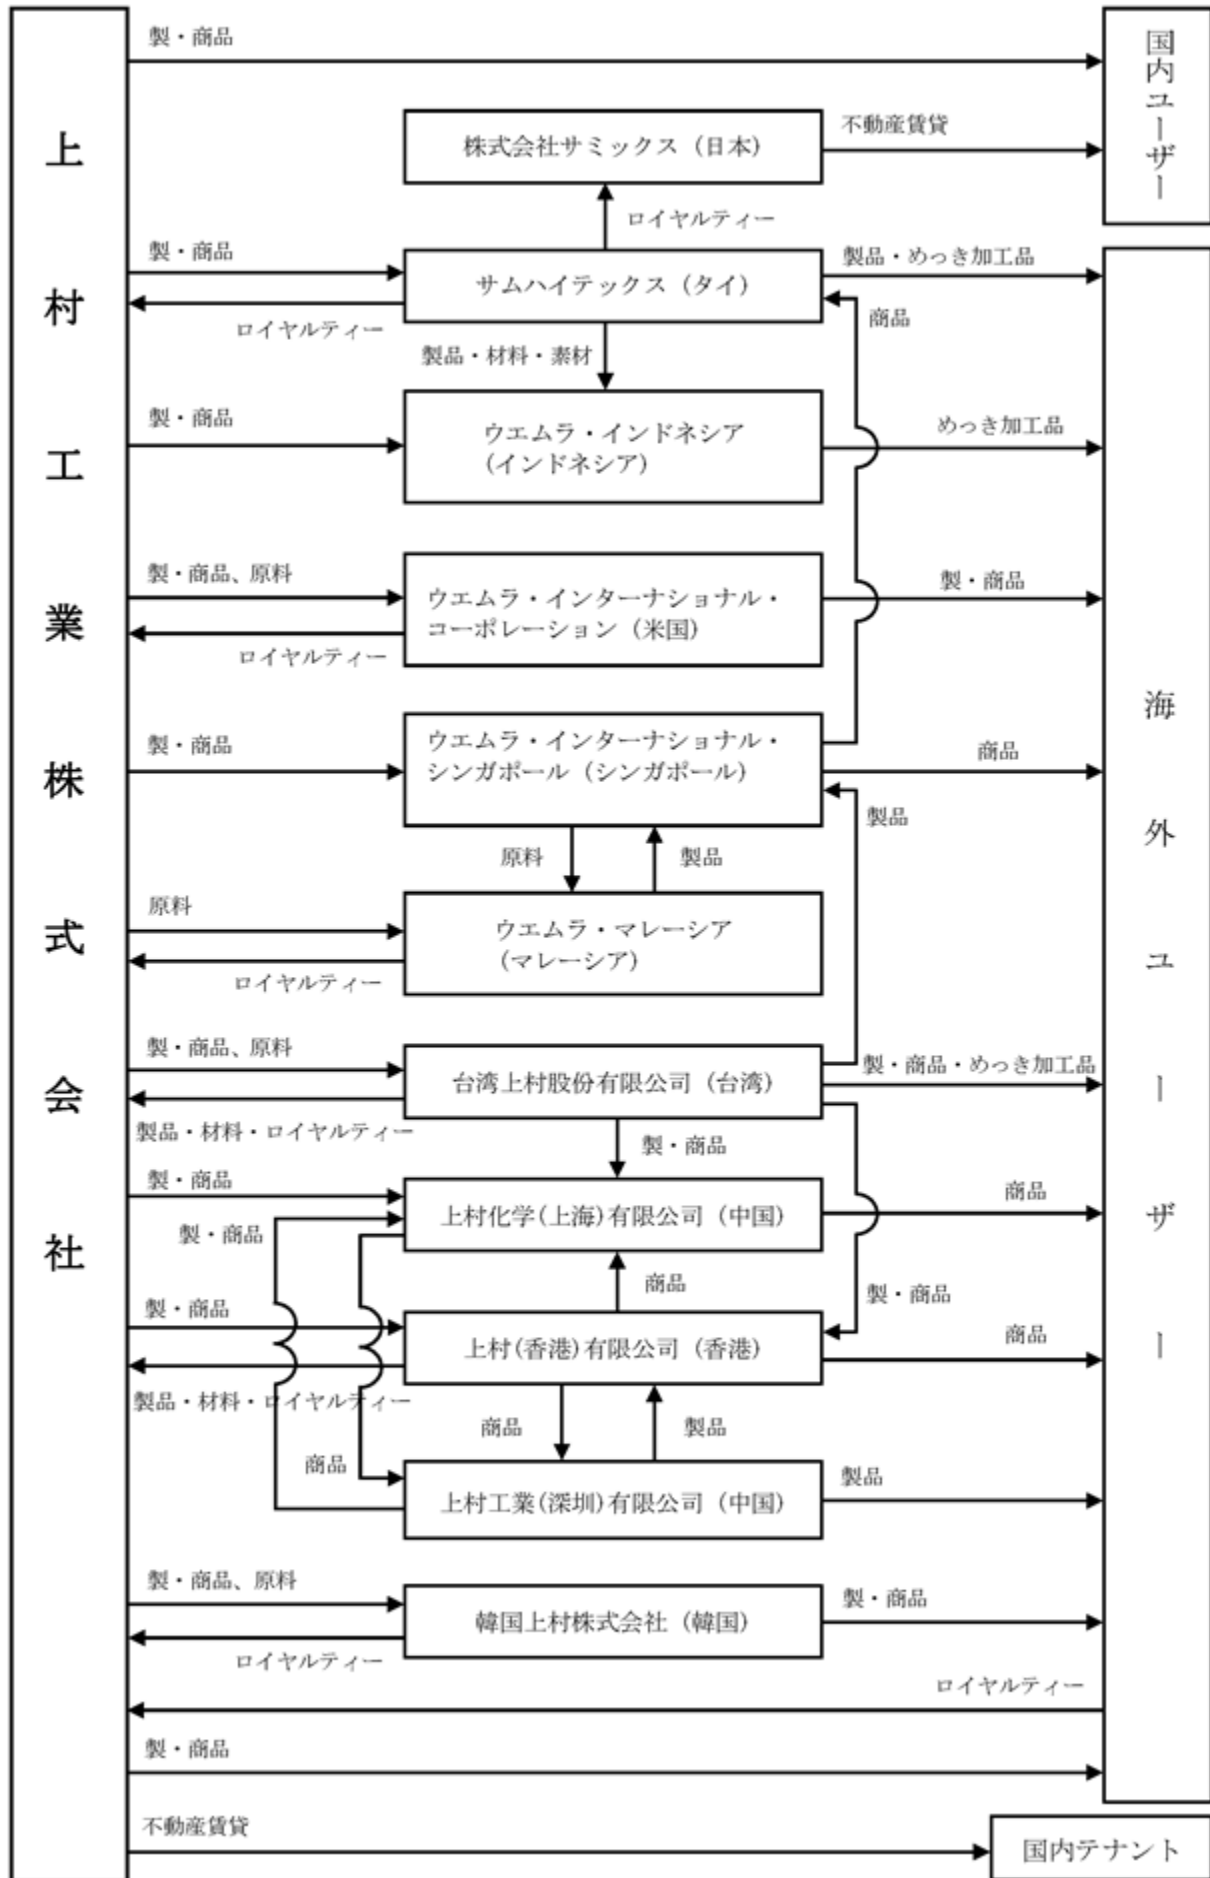 上村工業株式会社
製・商品
国内ユーザー
株式会社サミックス（日本）
不動産賃貸
ロイヤルティー
製・商品
サムハイテックス（タイ）
製品・めっき加工品
ロイヤルティー
商品
製品・材料・素材
製・商品
ウエムラ・インドネシア
(インドネシア)
めっき加工品
製・商品、原料
ウエムラ・インターナショナル・
コーポレーション（米国）
製・商品
ロイヤルティー
海外ユーザー
製・商品
ウエムラ・インターナショナル・
シンガポール（シンガポール）
商品
製品
原料
製品
原料
ウエムラ・マレーシア
(マレーシア)
ロイヤルティー
製・商品、原料
台湾上村股份有限公司（台湾）
製・商品・めっき加工品
製品・材料・ロイヤルティー
製・商品
製・商品
上村化学(上海)有限公司（中国）
商品
製・商品
商品
製・商品
製・商品
上村(香港)有限公司（香港）
商品
製品・材料・ロイヤルティー
商品
製品
商品
上村工業(深圳)有限公司（中国）
製品
製・商品、原料
韓国上村株式会社（韓国）
製・商品
ロイヤルティー
ロイヤルティー
製・商品
不動産賃貸
国内テナント